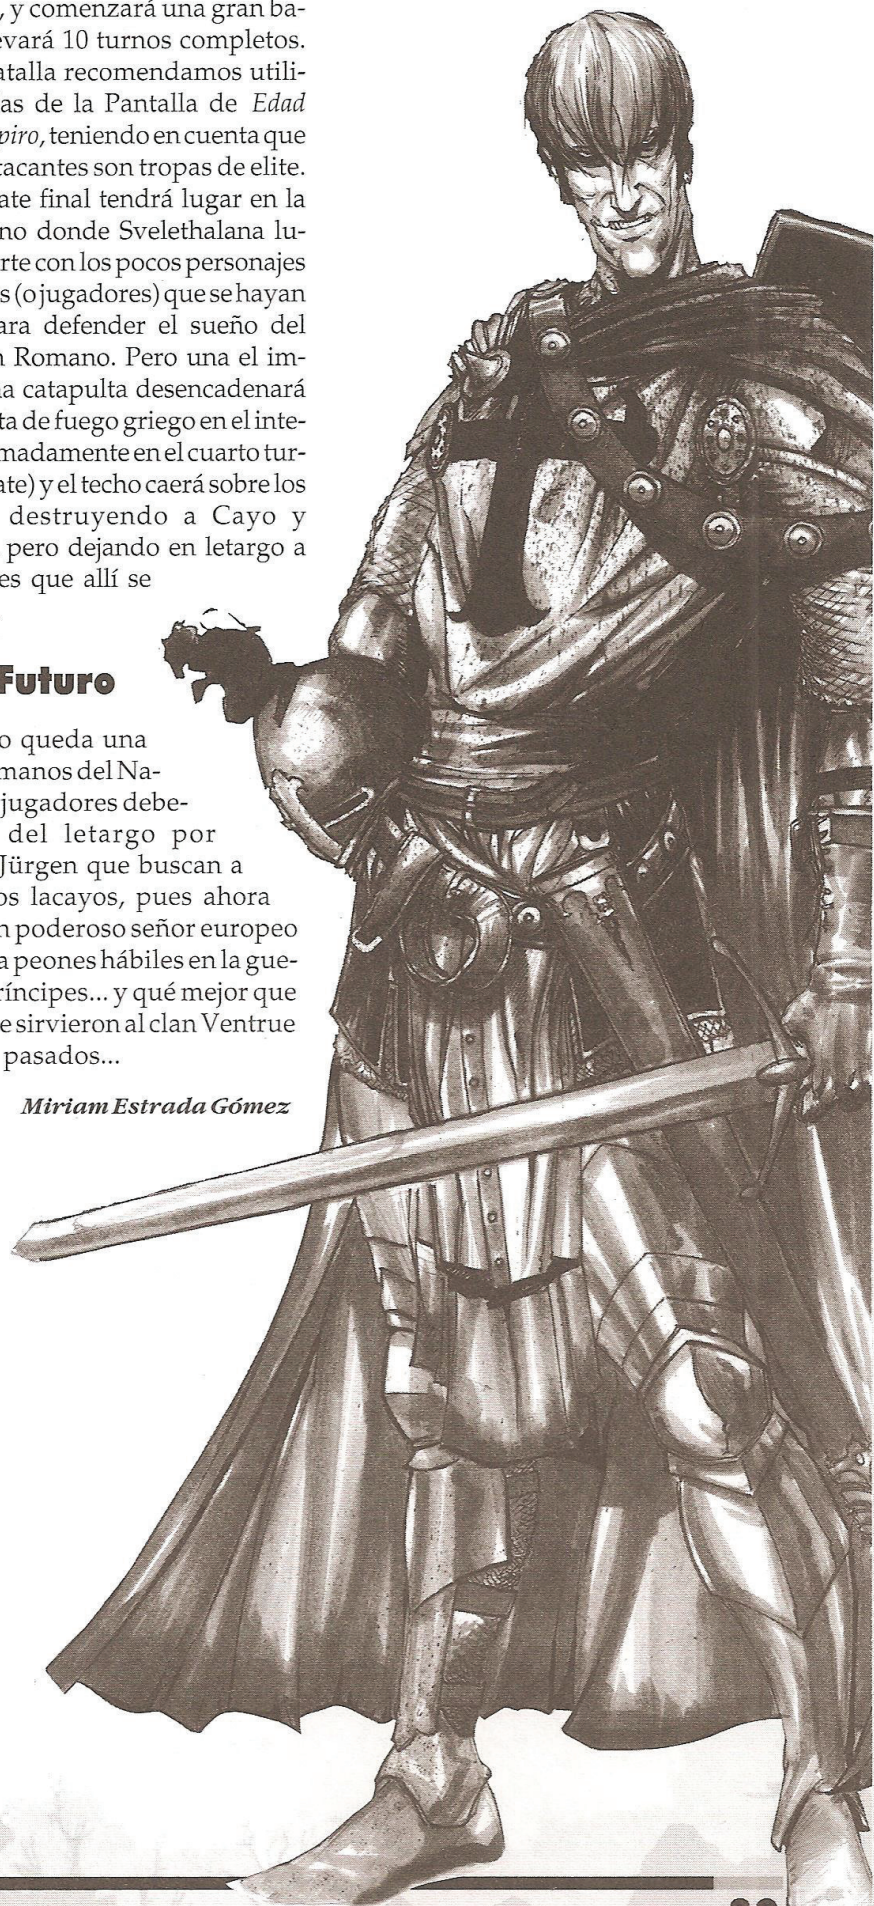 , y comenzará una gran ba-
evará 10 turnos completos.
atalla recomendamos utili-
as de la Pantalla de Edad
piro, teniendo en cuenta que
tacantes son tropas de elite.
ate final tendrá lugar en la
no donde Svelethalana lu-
rte con los pocos personajes
s (o jugadores) que se hayan
ara defender el sueño del
n Romano. Pero una el im-
na catapulta desencadenará
ta de fuego griego en el inte-
madamente en el cuarto tur-
ate) y el techo caerá sobre los
destruyendo a Cayo y
pero dejando en letargo a
es que allí se
Futuro
o queda una
manos del Na-
jugadores debe-
del letargo por
Jürgen que buscan a
os lacayos, pues ahora
n poderoso señor europeo
a peones hábiles en la gue-
ríncipes... y qué mejor que
e sirvieron al clan Ventrue
pasados...
Miriam Estrada Gómez